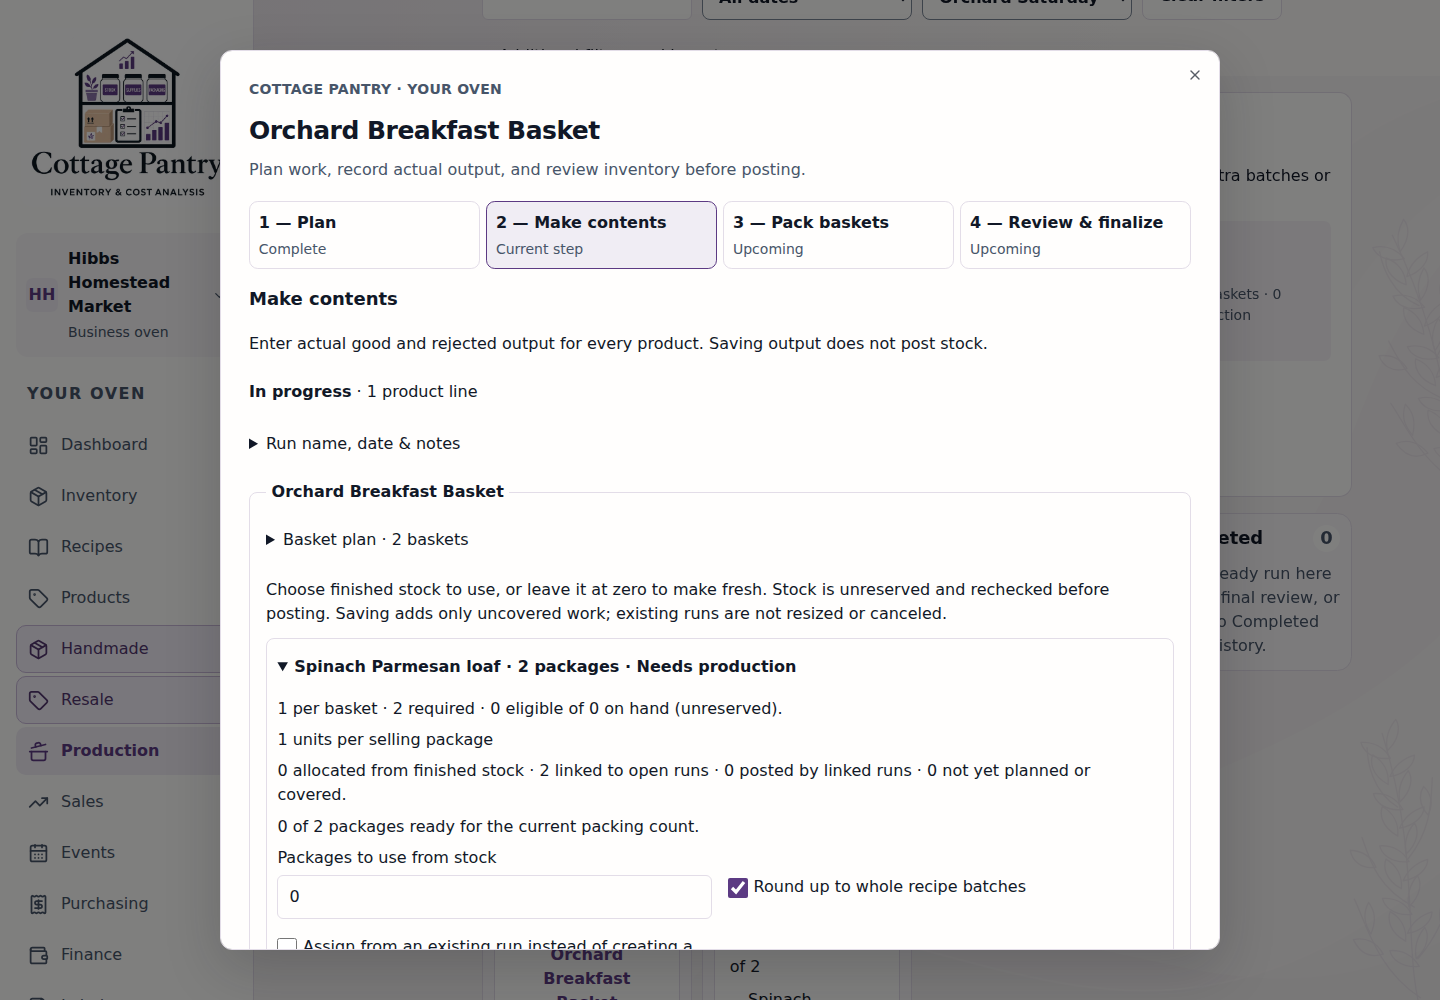 Cottage Pantry
INVENTORY & COST ANALYSIS
HH
Hibbs
Homestead
Market
Business oven
YOUR OVEN
Dashboard
Inventory
Recipes
Products
Handmade
Resale
Production
Sales
Events
Purchasing
Finance
COTTAGE PANTRY · YOUR OVEN
Orchard Breakfast Basket
Plan work, record actual output, and review inventory before posting.
1 — Plan
Complete
2 — Make contents
Current step
3 — Pack baskets
Upcoming
4 — Review & finalize
Upcoming
Make contents
Enter actual good and rejected output for every product. Saving output does not post stock.
In progress · 1 product line
Run name, date & notes
Orchard Breakfast Basket
Basket plan · 2 baskets
Choose finished stock to use, or leave it at zero to make fresh. Stock is unreserved and rechecked before
posting. Saving adds only uncovered work; existing runs are not resized or canceled.
Spinach Parmesan loaf · 2 packages · Needs production
1 per basket · 2 required · 0 eligible of 0 on hand (unreserved).
1 units per selling package
0 allocated from finished stock · 2 linked to open runs · 0 posted by linked runs · 0 not yet planned or
covered.
0 of 2 packages ready for the current packing count.
Packages to use from stock
0
Round up to whole recipe batches
Assign from an existing run instead of creating a
batches or
· 0
0
run here
final review, or
Completed
Orchard
Breakfast
of 2
Spinach